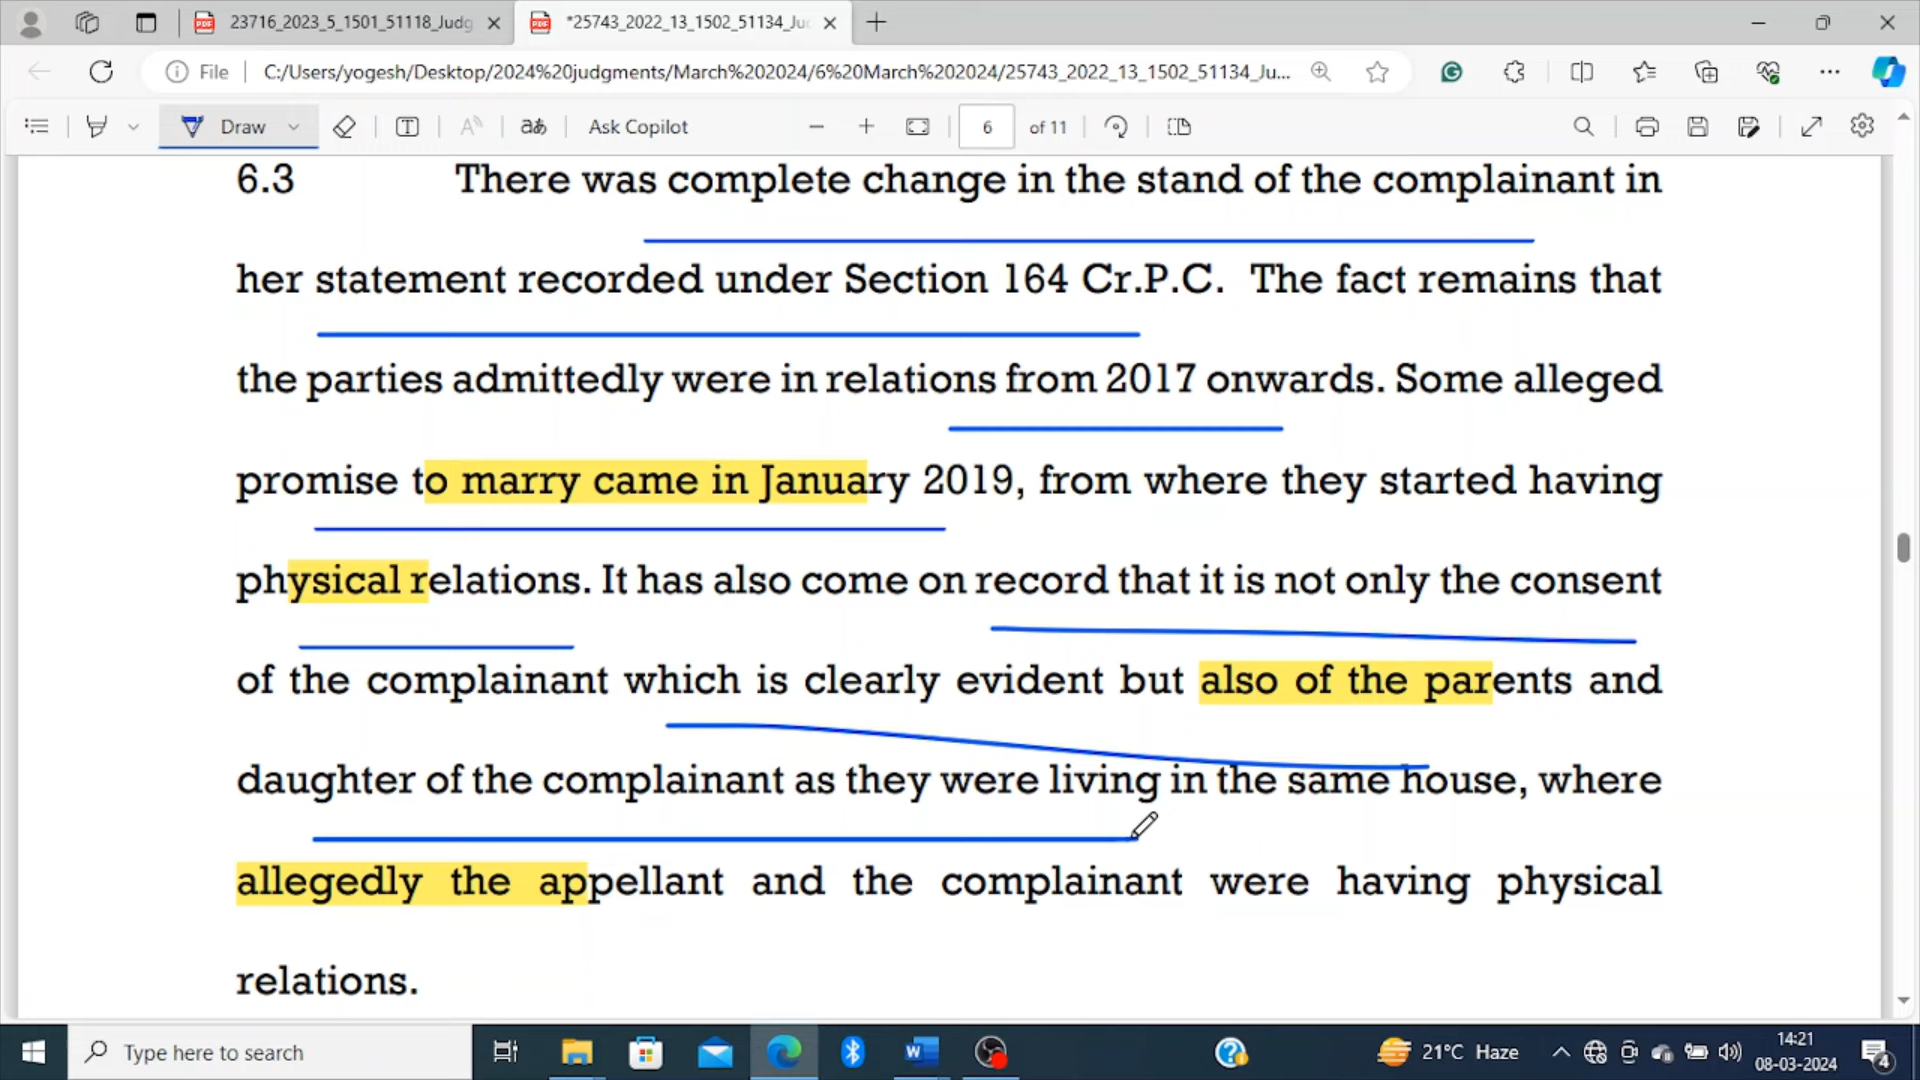 23716_2023_5_1501_51118_Judg
*25743_2022_13_1502_51134_Ju
File
C:/Users/yogesh/Desktop/2024%20judgments/March%202024/6%20March%202024/25743_2022_13_1502_51134_Ju...
Draw
Ask Copilot
6 of 11
6.3 There was complete change in the stand of the complainant in
her statement recorded under Section 164 Cr.P.C. The fact remains that
the parties admittedly were in relations from 2017 onwards. Some alleged
promise to marry came in January 2019, from where they started having
physical relations. It has also come on record that it is not only the consent
of the complainant which is clearly evident but also of the parents and
daughter of the complainant as they were living in the same house, where
allegedly the appellant and the complainant were having physical
relations.
Type here to search
21°C Haze
14:21
08-03-2024
4